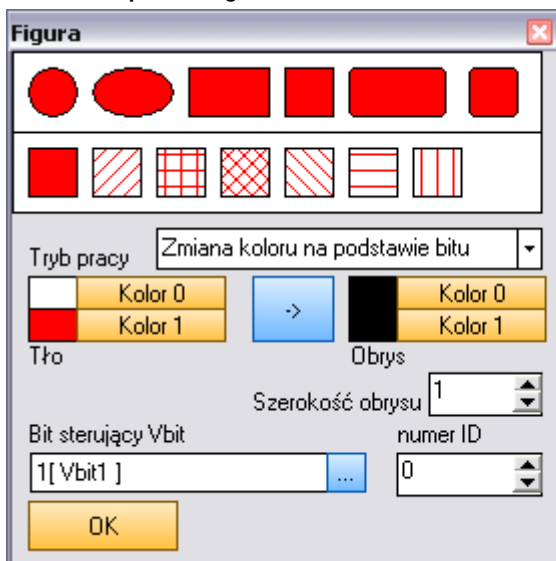 Figura
Tryb pracy Zmiana koloru na podstawie bitu
Kolor 0 -> Kolor 0
Kolor 1 Kolor 1
Tło Obrys
Szerokość obrysu 1
Bit sterujący Vbit numer ID
1[ Vbit1 ] ... 0
OK